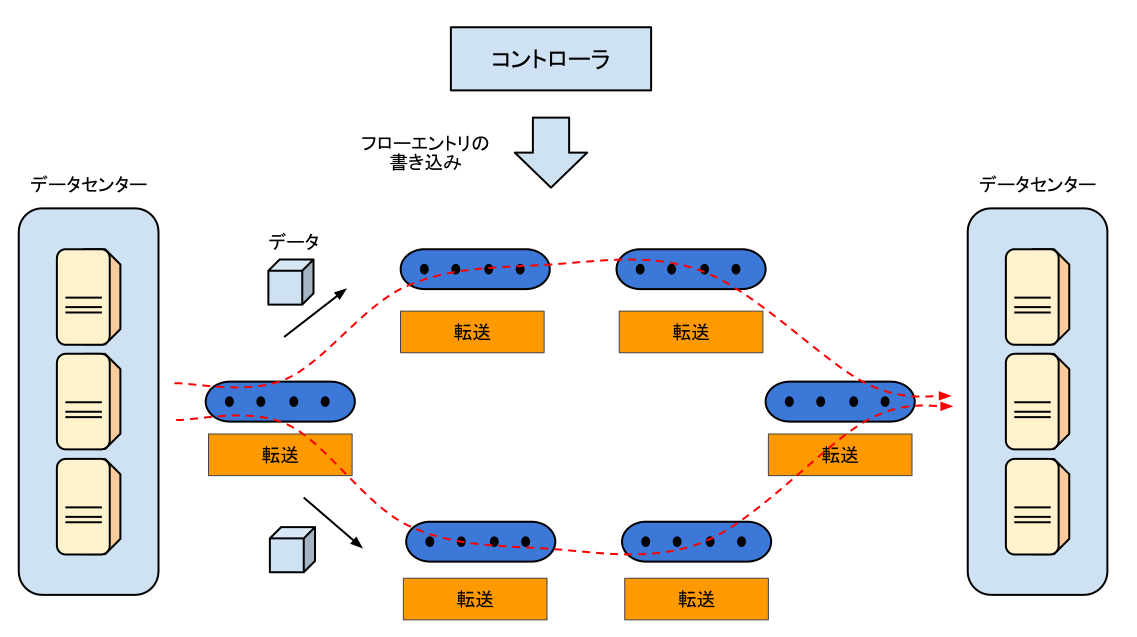 コントローラ
フローエントリの
書き込み
データセンター
データセンター
データ
転送
転送
転送
転送
転送
転送